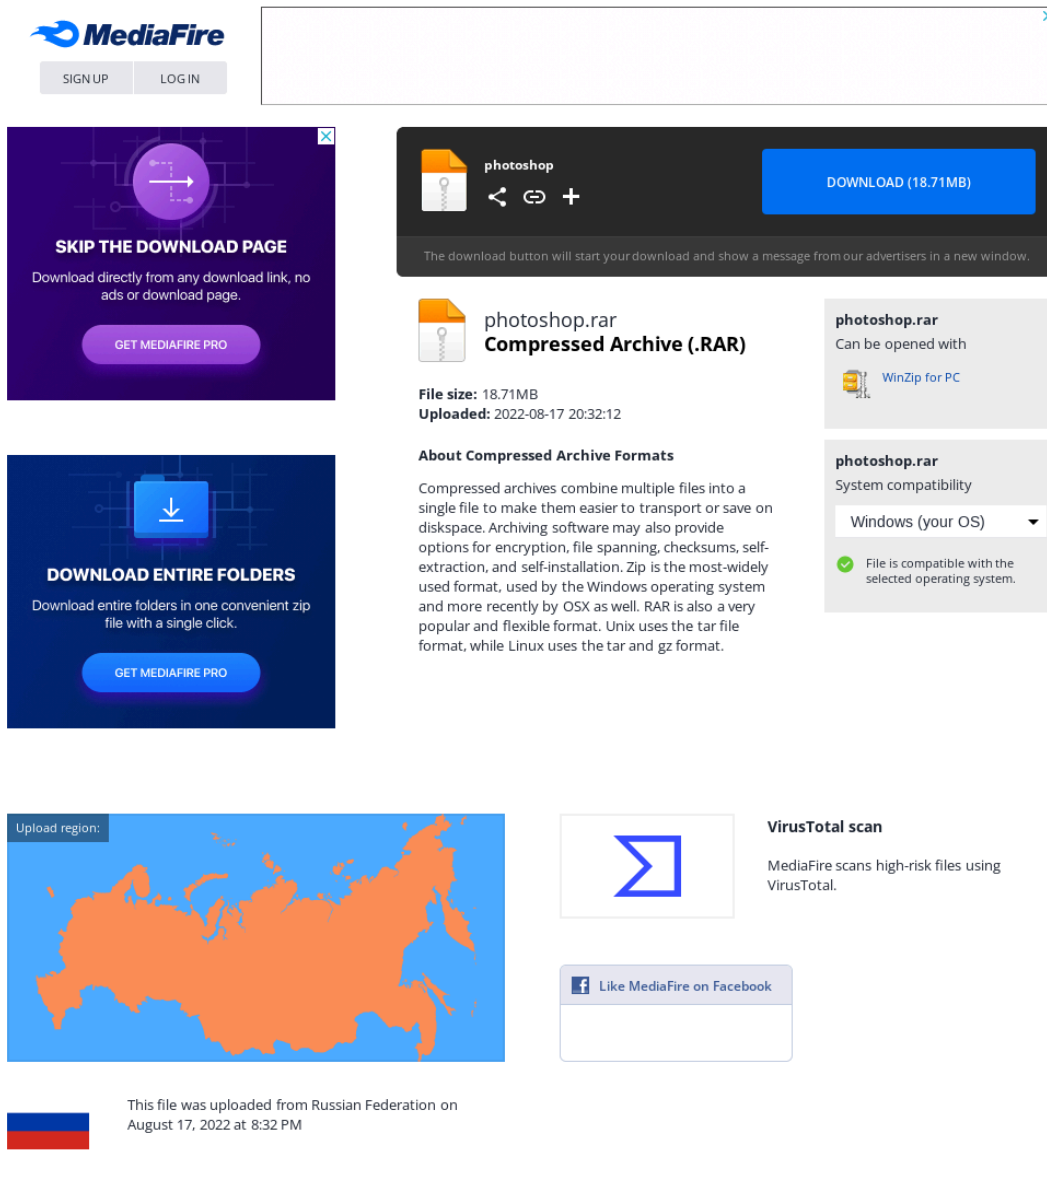 MediaFire
SIGN UP
LOG IN
SKIP THE DOWNLOAD PAGE
Download directly from any download link, no
ads or download page.
GET MEDIAFIRE PRO
DOWNLOAD ENTIRE FOLDERS
Download entire folders in one convenient zip
file with a single click.
GET MEDIAFIRE PRO
photoshop
DOWNLOAD (18.71MB)
The download button will start your download and show a message from our advertisers in a new window.
photoshop.rar
Compressed Archive (.RAR)
File size: 18.71MB
Uploaded: 2022-08-17 20:32:12
About Compressed Archive Formats
Compressed archives combine multiple files into a
single file to make them easier to transport or save on
diskspace. Archiving software may also provide
options for encryption, file spanning, checksums, self-
extraction, and self-installation. Zip is the most-widely
used format, used by the Windows operating system
and more recently by OSX as well. RAR is also a very
popular and flexible format. Unix uses the tar file
format, while Linux uses the tar and gz format.
photoshop.rar
Can be opened with
WinZip for PC
photoshop.rar
System compatibility
Windows (your OS)
File is compatible with the
selected operating system.
Upload region:
This file was uploaded from Russian Federation on
August 17, 2022 at 8:32 PM
VirusTotal scan
MediaFire scans high-risk files using
VirusTotal.
Like MediaFire on Facebook